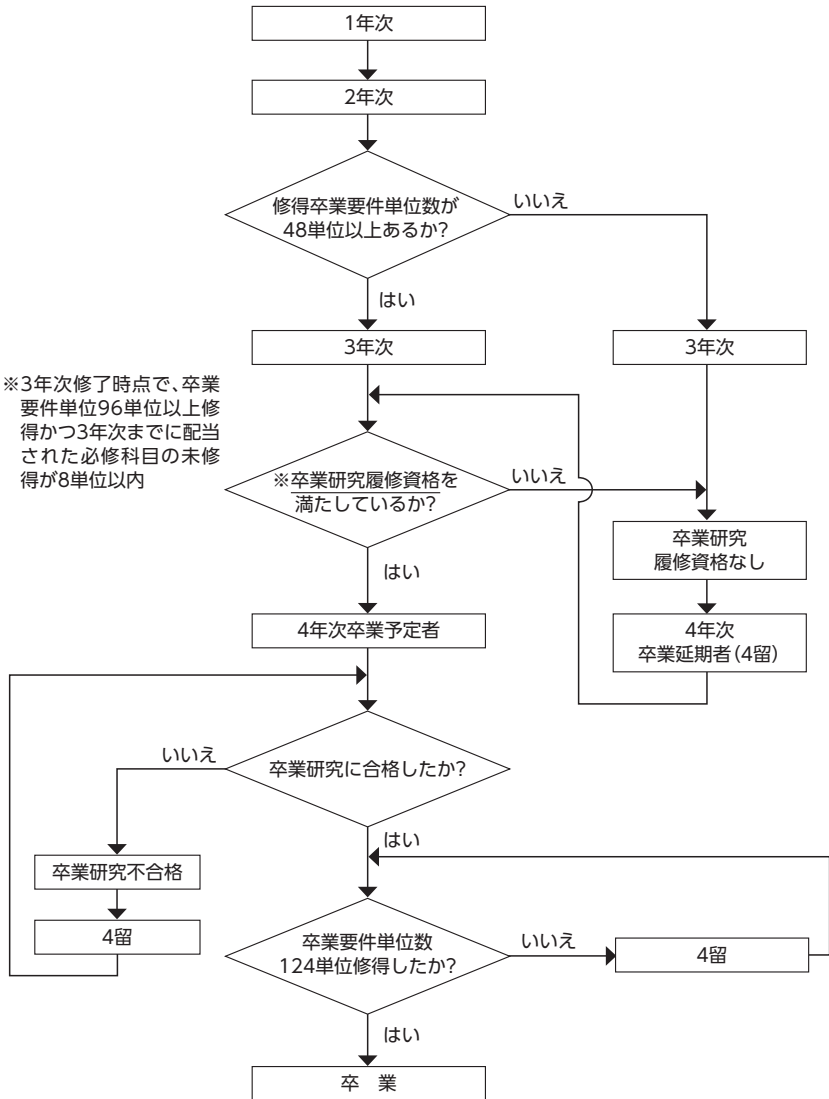 1年次
2年次
修得卒業要件単位数が
48単位以上あるか?
いいえ
はい
3年次
3年次
※3年次修了時点で、卒業
要件単位96単位以上修
得かつ3年次までに配当
された必修科目の未修
得が8単位以内
※卒業研究履修資格を
満たしているか?
いいえ
はい
卒業研究
履修資格なし
4年次卒業予定者
4年次
卒業延期者(4留)
卒業研究に合格したか?
いいえ
はい
卒業研究不合格
4留
卒業要件単位数
124単位修得したか?
いいえ
4留
はい
卒 業